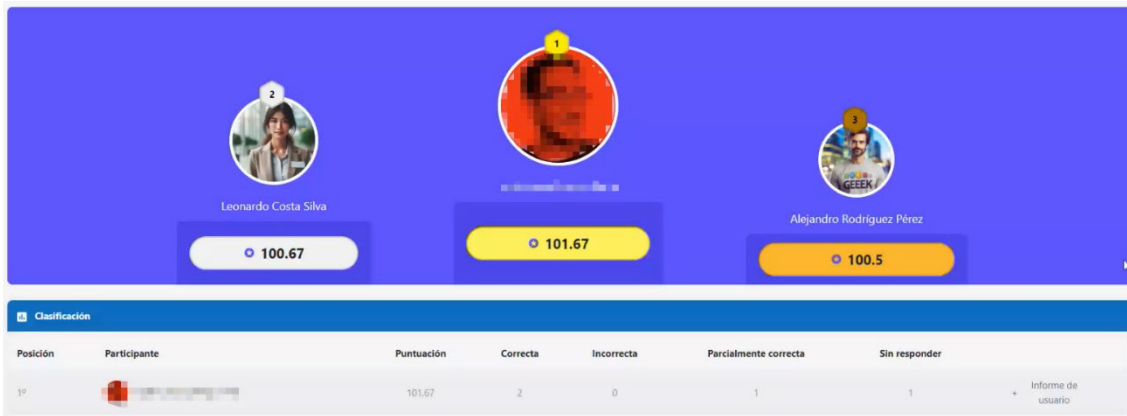 1
2
3
GEEEK
Leonardo Costa Silva
Alejandro Rodríguez Pérez
100.67
101.67
100.5
Clasificación
Posición Participante Puntuación Correcta Incorrecta Parcialmente correcta Sin responder
1º 101.67 2 0 1 1 + Informe de
usuario